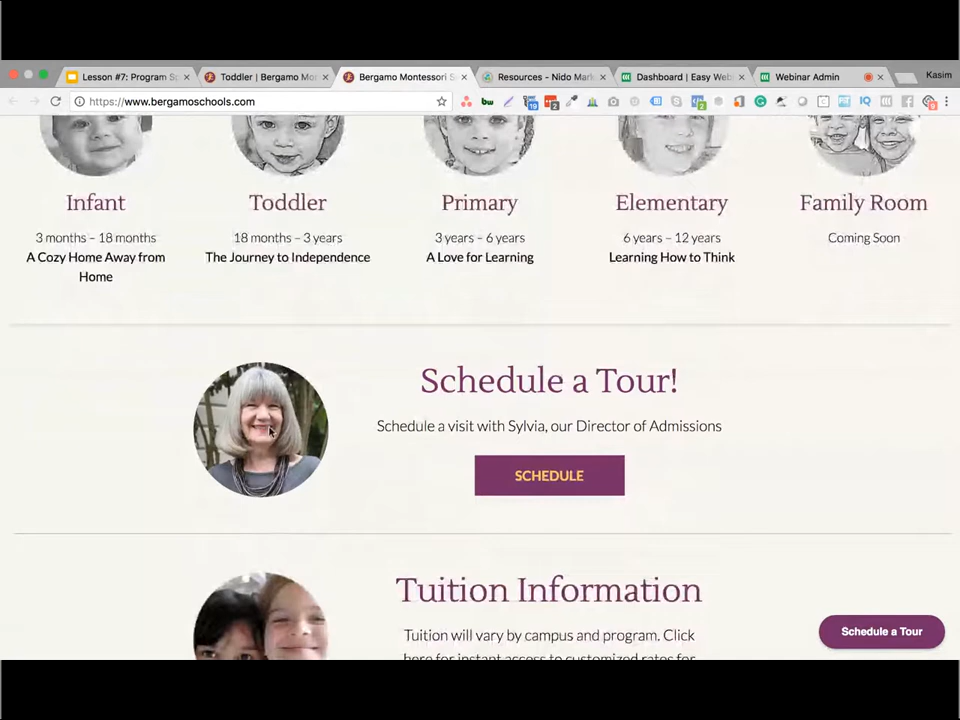 Lesson #7: Program S
Toddler | Bergamo Mo
Bergamo Montessori S
Resources - Nido Mark
Dashboard | Easy Web
Webinar Admin
Kasim
https://www.bergamoschools.com
Infant
Toddler
Primary
Elementary
Family Room
3 months – 18 months
18 months – 3 years
3 years – 6 years
6 years – 12 years
Coming Soon
A Cozy Home Away from
Home
The Journey to Independence
A Love for Learning
Learning How to Think
Schedule a Tour!
Schedule a visit with Sylvia, our Director of Admissions
SCHEDULE
Tuition Information
Tuition will vary by campus and program. Click
here for instant access to customized rates for
Schedule a Tour